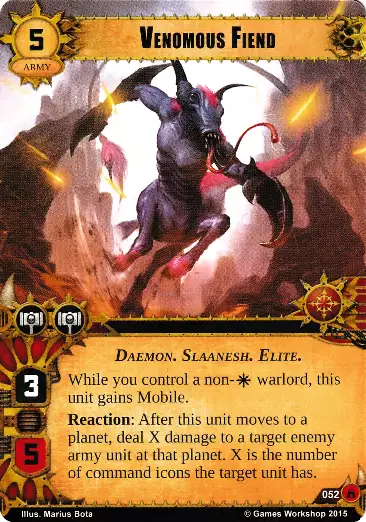 5
ARMY
VENOMOUS FIEND
DAEMON. SLAANESH. ELITE.
3
5
While you control a non-☀ warlord, this
unit gains Mobile.
Reaction: After this unit moves to a
planet, deal X damage to a target enemy
army unit at that planet. X is the number
of command icons the target unit has.
052
Illus. Marius Bota
© Games Workshop 2015